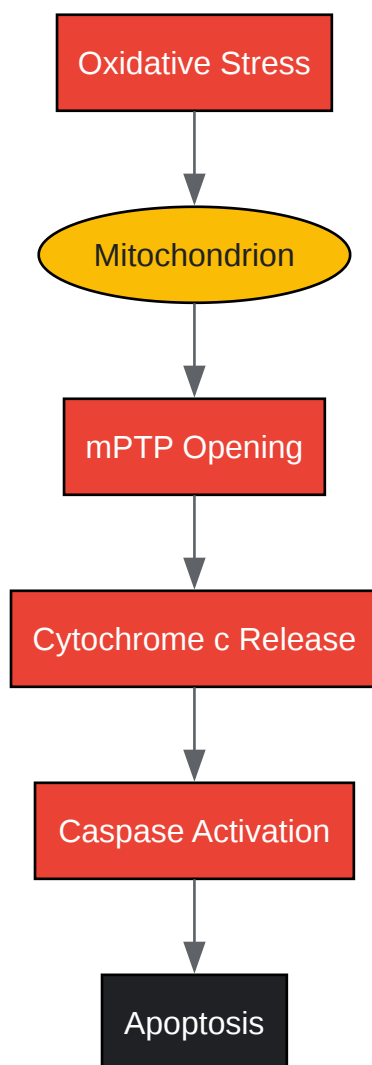 Oxidative Stress
Mitochondrion
mPTP Opening
Cytochrome c Release
Caspase Activation
Apoptosis